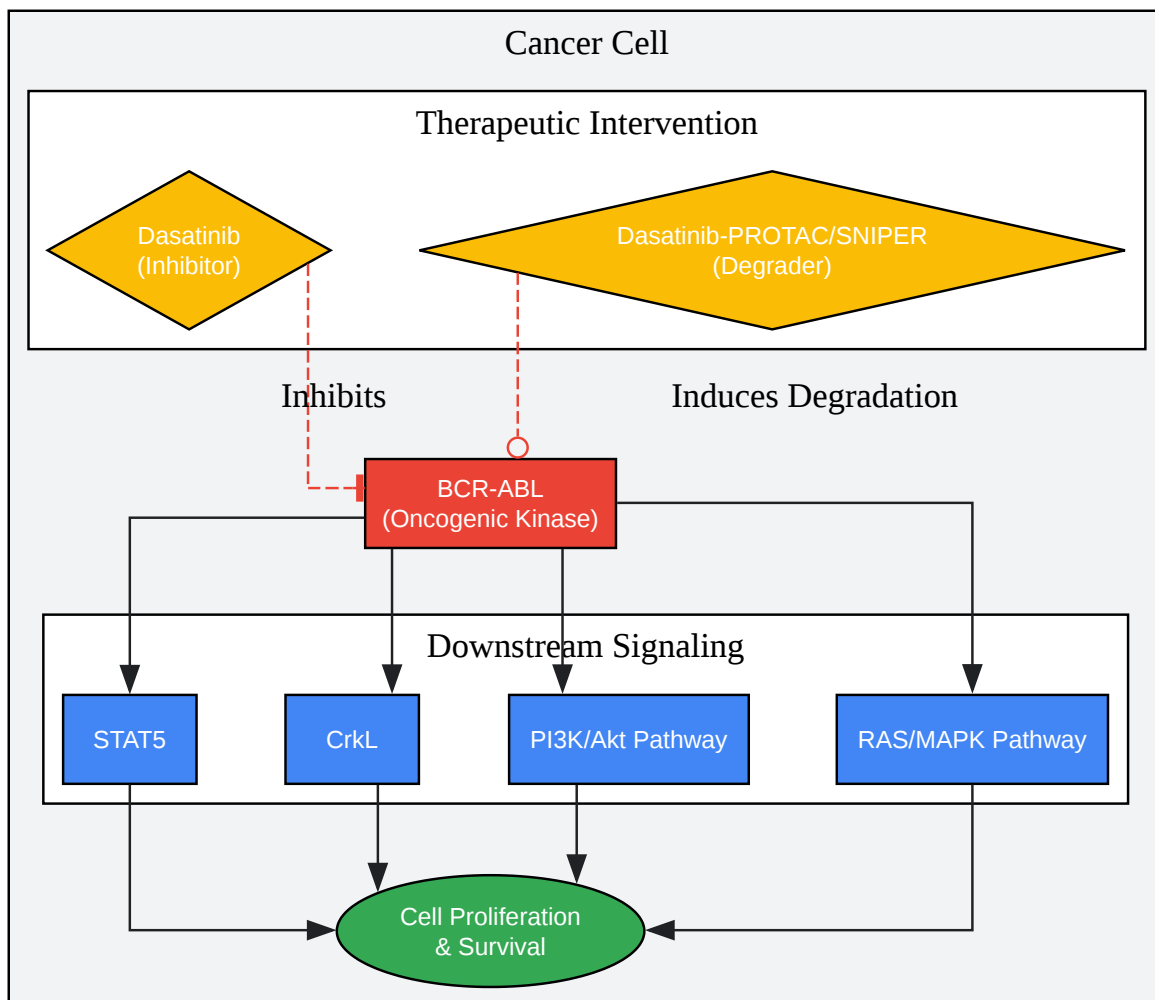 Cancer Cell
Therapeutic Intervention
Dasatinib
(Inhibitor)
Dasatinib-PROTAC/SNIPER
(Degrader)
Inhibits
Induces Degradation
BCR-ABL
(Oncogenic Kinase)
Downstream Signaling
STAT5
CrkL
PI3K/Akt Pathway
RAS/MAPK Pathway
Cell Proliferation
& Survival